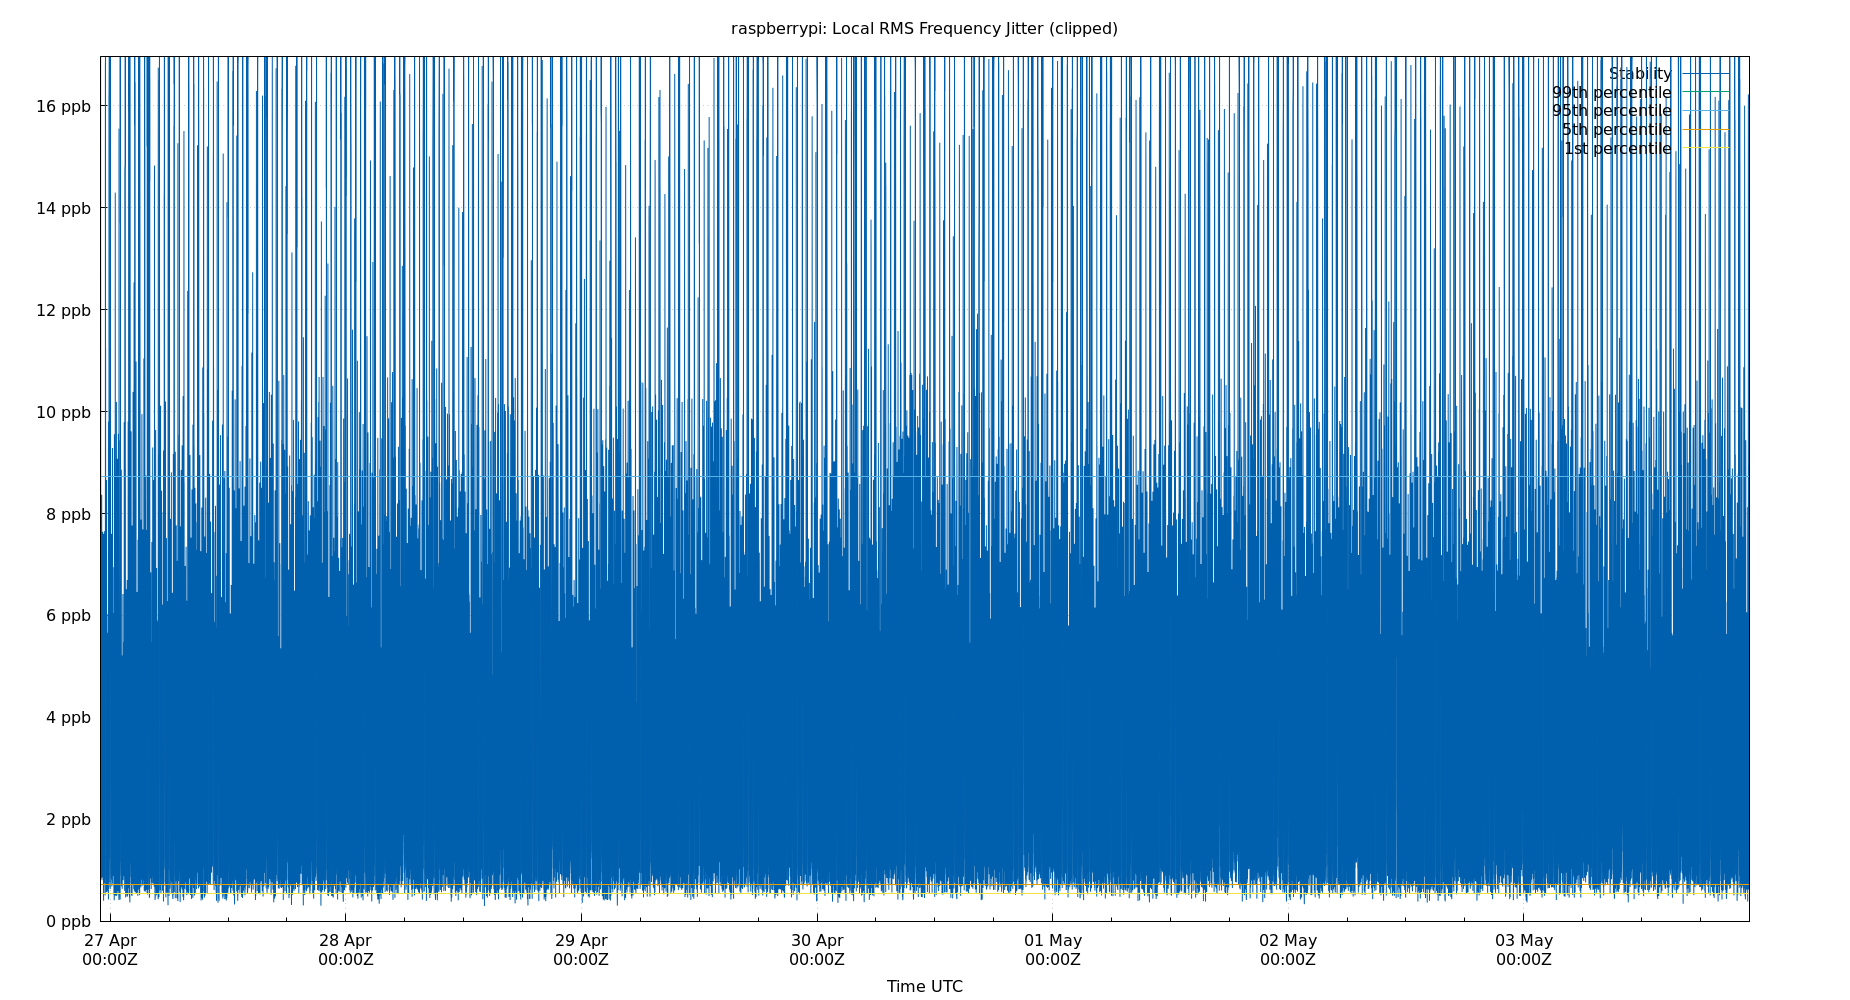 raspberrypi: Local RMS Frequency Jitter (clipped)
Stability
99th percentile
95th percentile
5th percentile
1st percentile
16 ppb
14 ppb
12 ppb
10 ppb
8 ppb
6 ppb
4 ppb
2 ppb
0 ppb
27 Apr 28 Apr 29 Apr 30 Apr 01 May 02 May 03 May
00:00Z 00:00Z 00:00Z 00:00Z 00:00Z 00:00Z 00:00Z
Time UTC